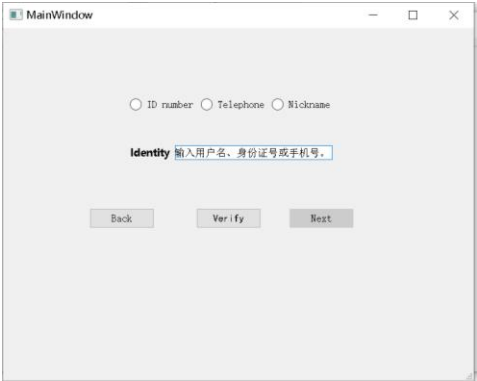 MainWindow
ID number Telephone Nickname
Identity 输入用户名、身份证号或手机号。
Back Verify Next